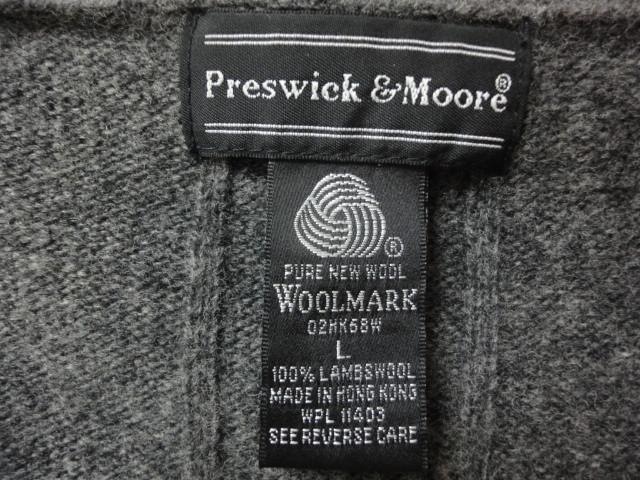 Preswick & Moore®
®
PURE NEW WOOL
WOOLMARK
02HK68W
L
100% LAMBSWOOL
MADE IN HONG KONG
WPL 11403
SEE REVERSE CARE